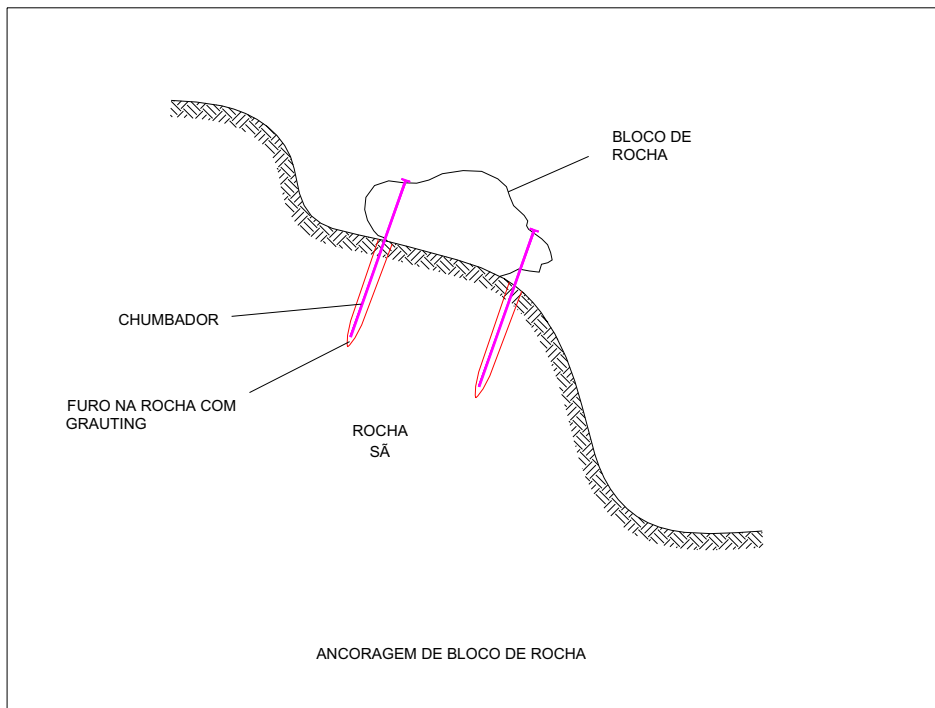 BLOCO DE
ROCHA
CHUMBADOR
FURO NA ROCHA COM
GRAUTING
ROCHA
SÃ
ANCORAGEM DE BLOCO DE ROCHA